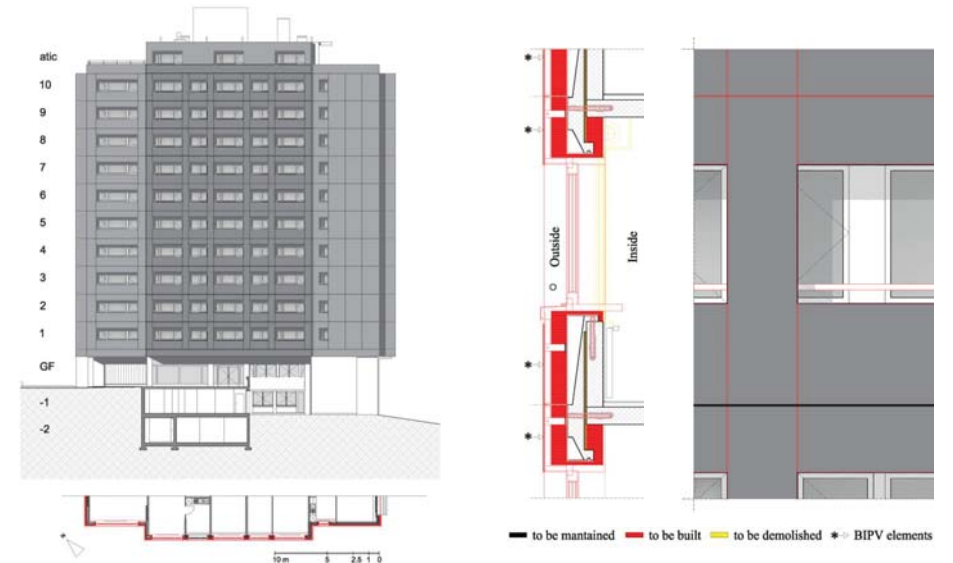 atic
10
9
8
7
6
5
4
3
2
1
GF
-1
-2
10 m 5 2.5 1 0
Outside
Inside
to be mantained to be built to be demolished BIPV elements